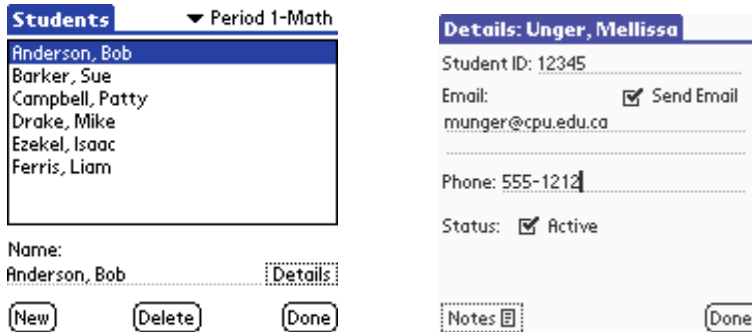 Students Period 1-Math
Anderson, Bob
Barker, Sue
Campbell, Patty
Drake, Mike
Ezekel, Isaac
Ferris, Liam
Name:
Anderson, Bob Details
New Delete Done
Details: Unger, Mellissa
Student ID: 12345
Email: Send Email
munger@cpu.edu.ca
Phone: 555-1212
Status: Active
Notes Done